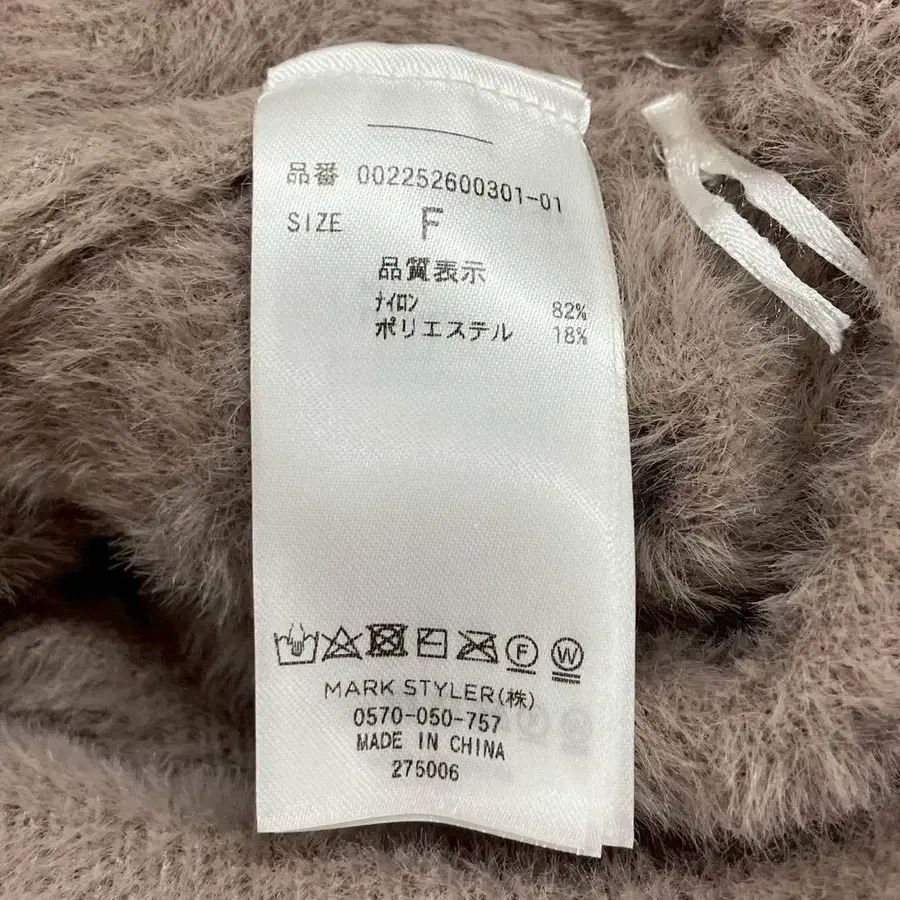 品番 002252600301-01
SIZE F
品質表示
ナイロン 82%
ポリエステル 18%
F W
MARK STYLER(株)
0570-050-757
MADE IN CHINA
275006